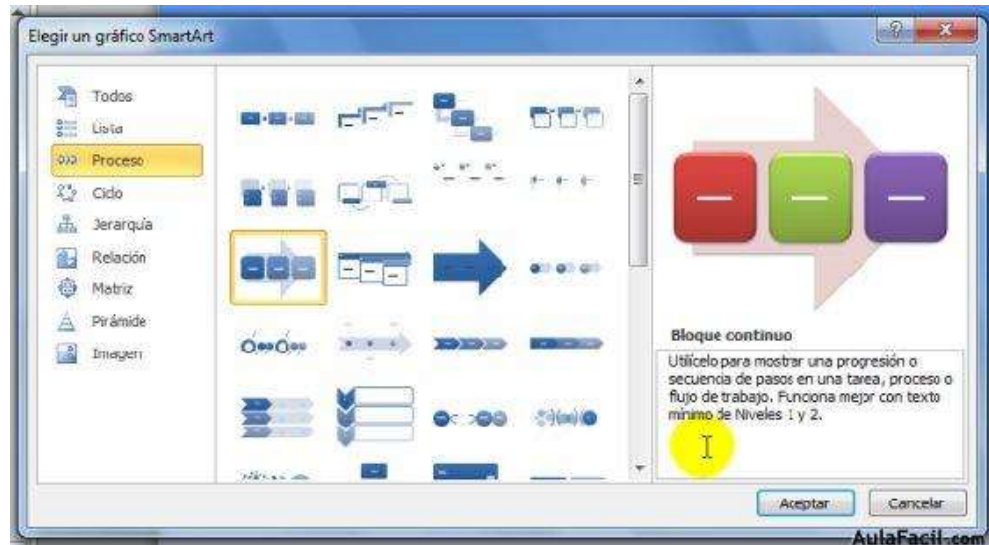 Elegir un gráfico SmartArt
Todos
Lista
Proceso
Ciclo
Jerarquía
Relación
Matriz
Pirámide
Imagen
Bloque continuo
Utilícelo para mostrar una progresión o
secuencia de pasos en una tarea, proceso o
flujo de trabajo. Funciona mejor con texto
mínimo de Niveles 1 y 2.
Aceptar
Cancelar
AulaFacil.com